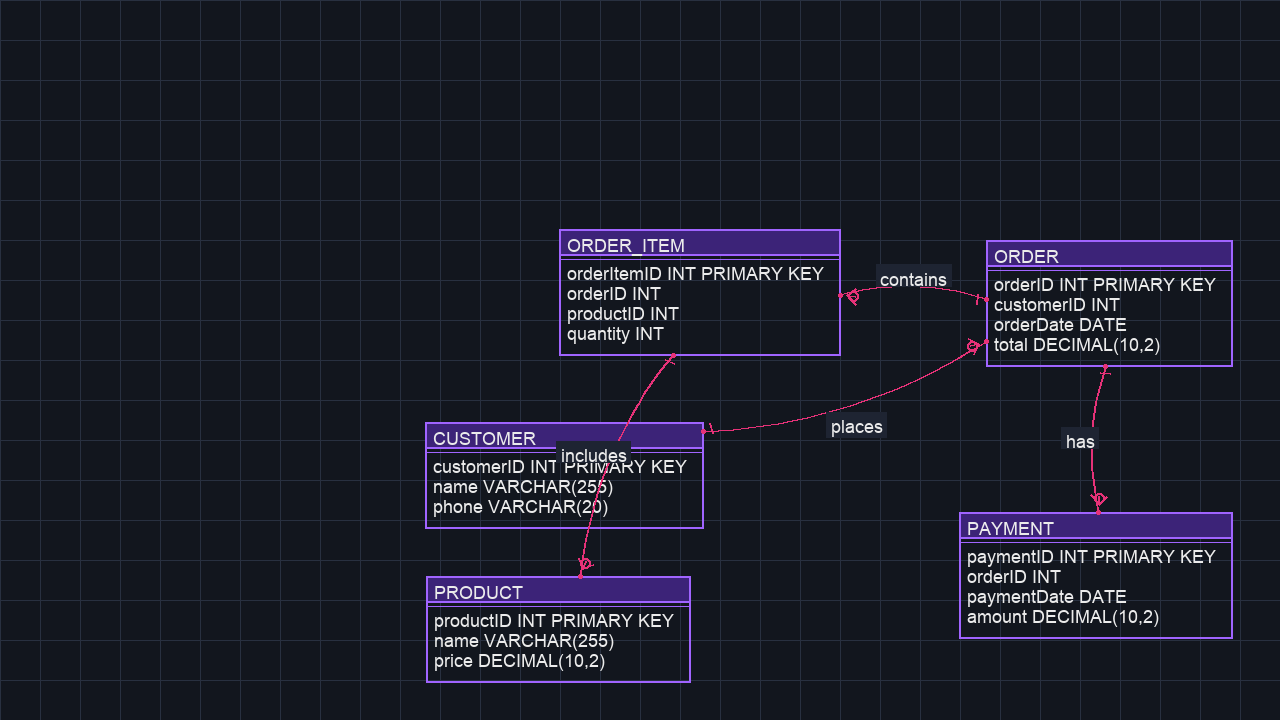 ORDER_ITEM
orderItemID INT PRIMARY KEY
orderID INT
productID INT
quantity INT
contains
ORDER
orderID INT PRIMARY KEY
customerID INT
orderDate DATE
total DECIMAL(10,2)
places
has
CUSTOMER
customerID INT PRIMARY KEY
name VARCHAR(255)
phone VARCHAR(20)
includes
PRODUCT
productID INT PRIMARY KEY
name VARCHAR(255)
price DECIMAL(10,2)
PAYMENT
paymentID INT PRIMARY KEY
orderID INT
paymentDate DATE
amount DECIMAL(10,2)